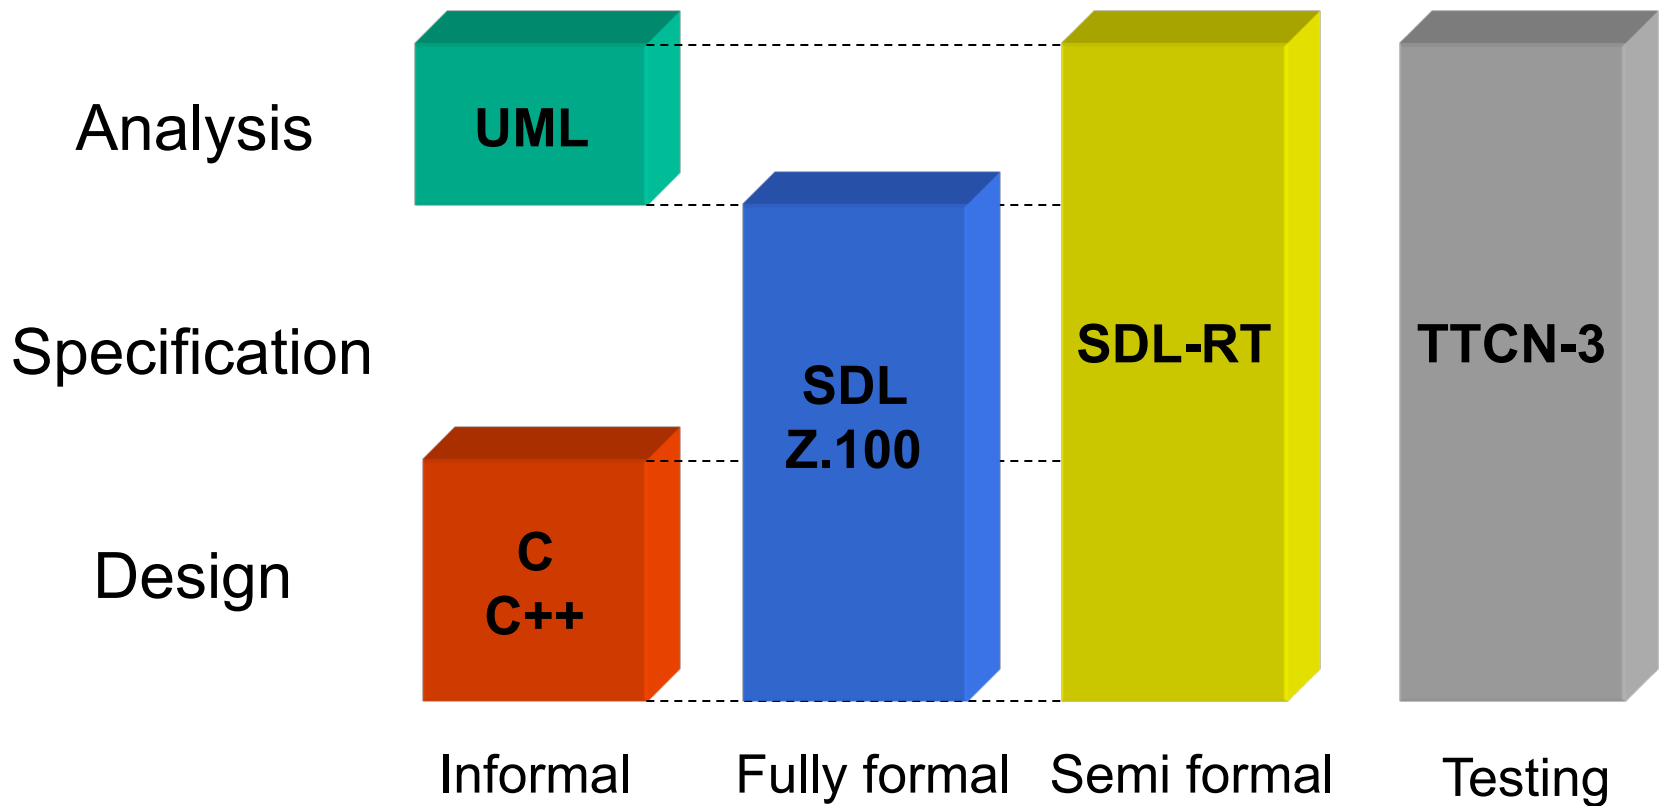 Analysis
UML
Specification
SDL
Z.100
SDL-RT
TTCN-3
Design
C
C++
Informal
Fully formal
Semi formal
Testing